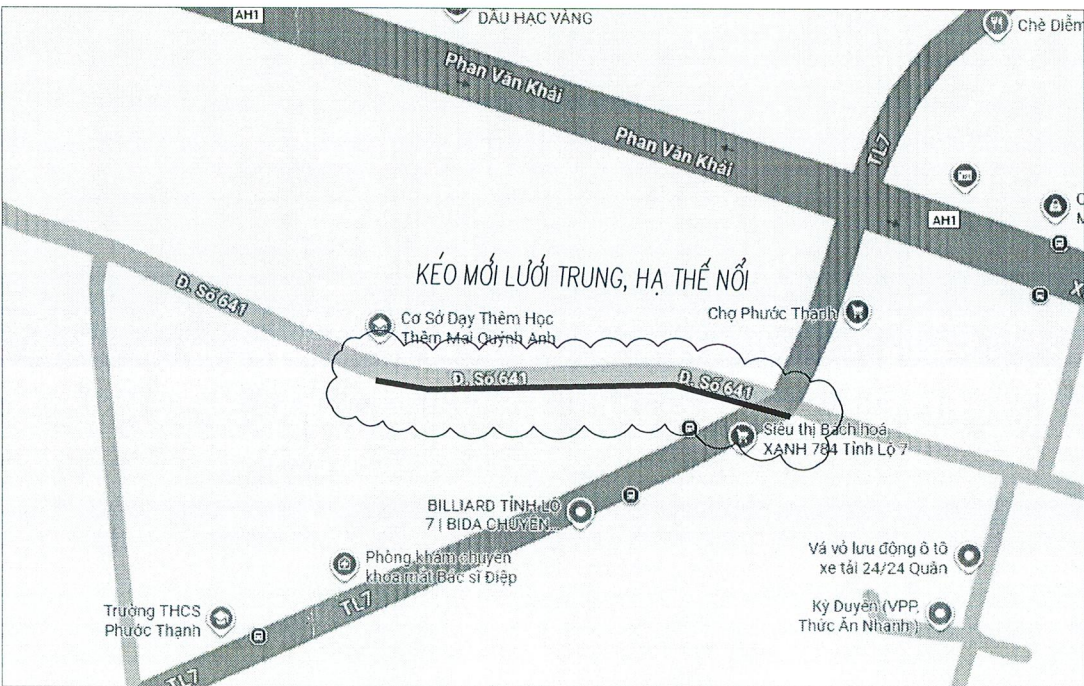 AH1
DẦU HẠC VÀNG
Chè Diễm
Phan Văn Khải
Phan Văn Khải
TL7
AH1
Đ. Số 641
KÉO MỚI LƯỚI TRUNG, HẠ THẾ NỔI
Chợ Phước Thạnh
Cơ Sở Dạy Thêm Học
Thêm Mai Quỳnh Anh
Đ. Số 641
Đ. Số 641
Siêu thị Bách hoá
XANH 784 Tỉnh Lộ 7
BILLIARD TỈNH LỘ
7 | BIDA CHUYÊN...
Phòng khám chuyên
khoa mắt Bác sĩ Điệp
Vá vỏ lưu động ô tô
xe tải 24/24 Quân
Trường THCS
Phước Thạnh
TL7
Kỳ Duyên (VPP,
Thức Ăn Nhanh )
TL7